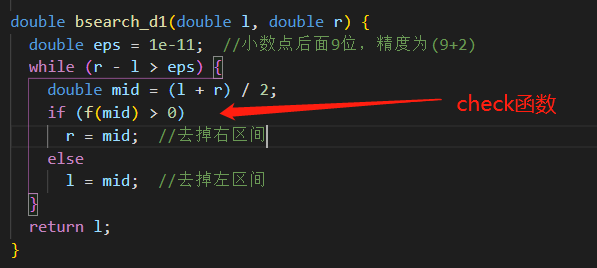 double bsearch_d1(double l, double r) {
  double eps = 1e-11;  //小数点后面9位，精度为(9+2)
  while (r - l > eps) {
    double mid = (l + r) / 2;
    if (f(mid) > 0)
      r = mid;  //去掉右区间
    else
      l = mid;  //去掉左区间
  }
  return l;
}
check函数